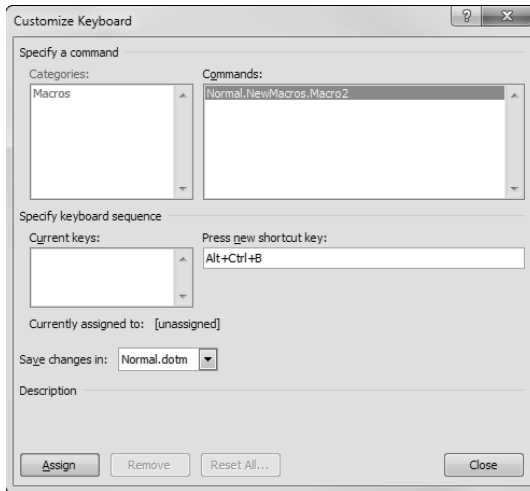 Customize Keyboard
Specify a command
Categories:
Commands:
Macros
Normal.NewMacros.Macro2
Specify keyboard sequence
Current keys:
Press new shortcut key:
Alt+Ctrl+B
Currently assigned to: [unassigned]
Save changes in: Normal.dotm
Description
Assign
Remove
Reset All...
Close